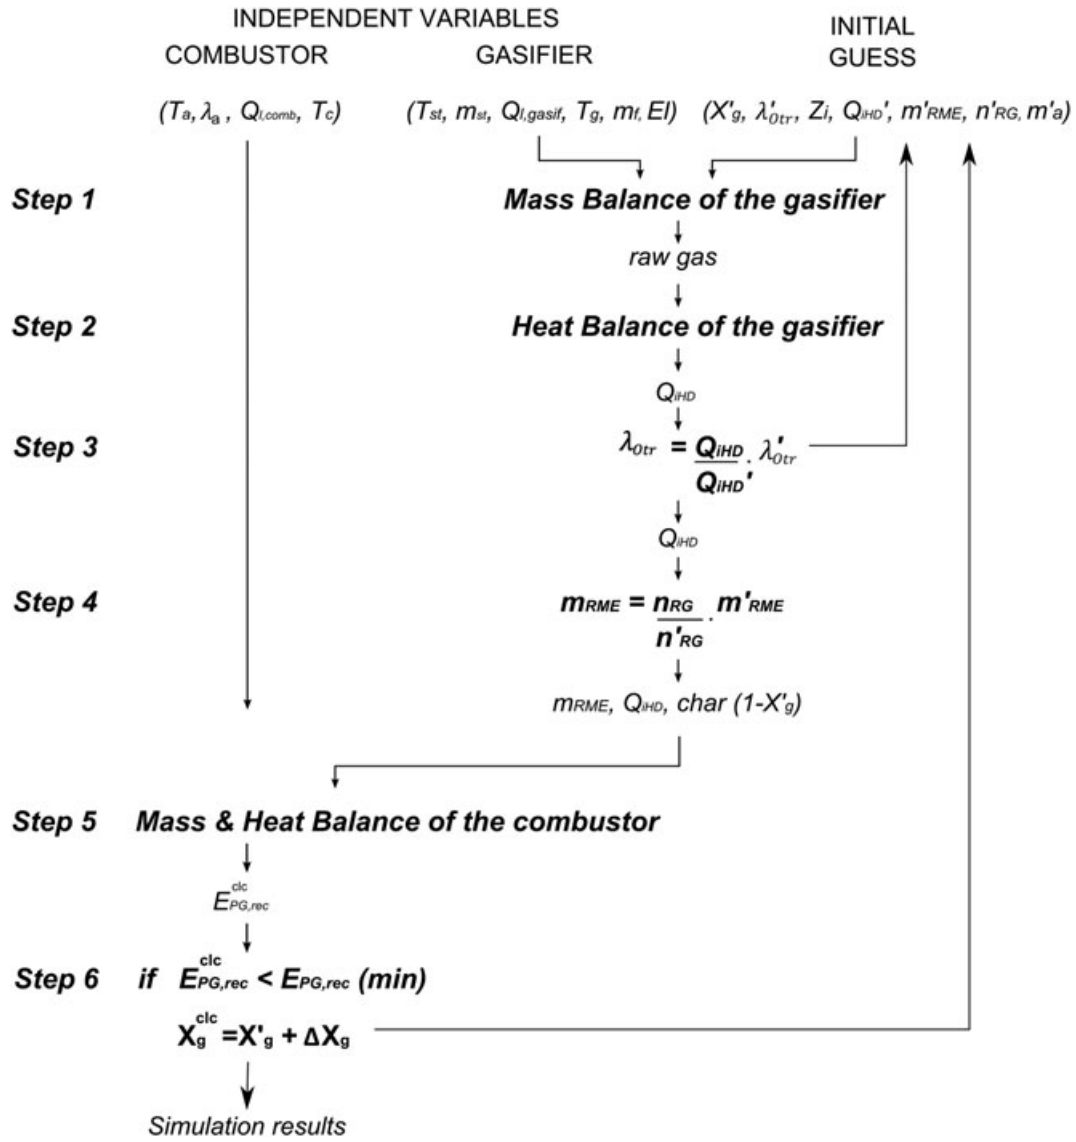 INDEPENDENT VARIABLES
INITIAL
COMBUSTOR GASIFIER GUESS
(Ta, λa , Ql,comb, Tc) (Tst, mst, Ql,gasif, Tg, mf, El) (X'g, λ'Otr, Zi, QiHD', m'RME, n'RG, m'a)
Step 1 Mass Balance of the gasifier
raw gas
Step 2 Heat Balance of the gasifier
QiHD
Step 3 λOtr = QiHD / QiHD' . λ'Otr
QiHD
Step 4 mRME = nRG / n'RG . m'RME
mRME, QiHD, char (1-X'g)
Step 5 Mass & Heat Balance of the combustor
E clc PG,rec
Step 6 if E clc PG,rec < EPG,rec (min)
X clc g =X'g + ΔXg
Simulation results